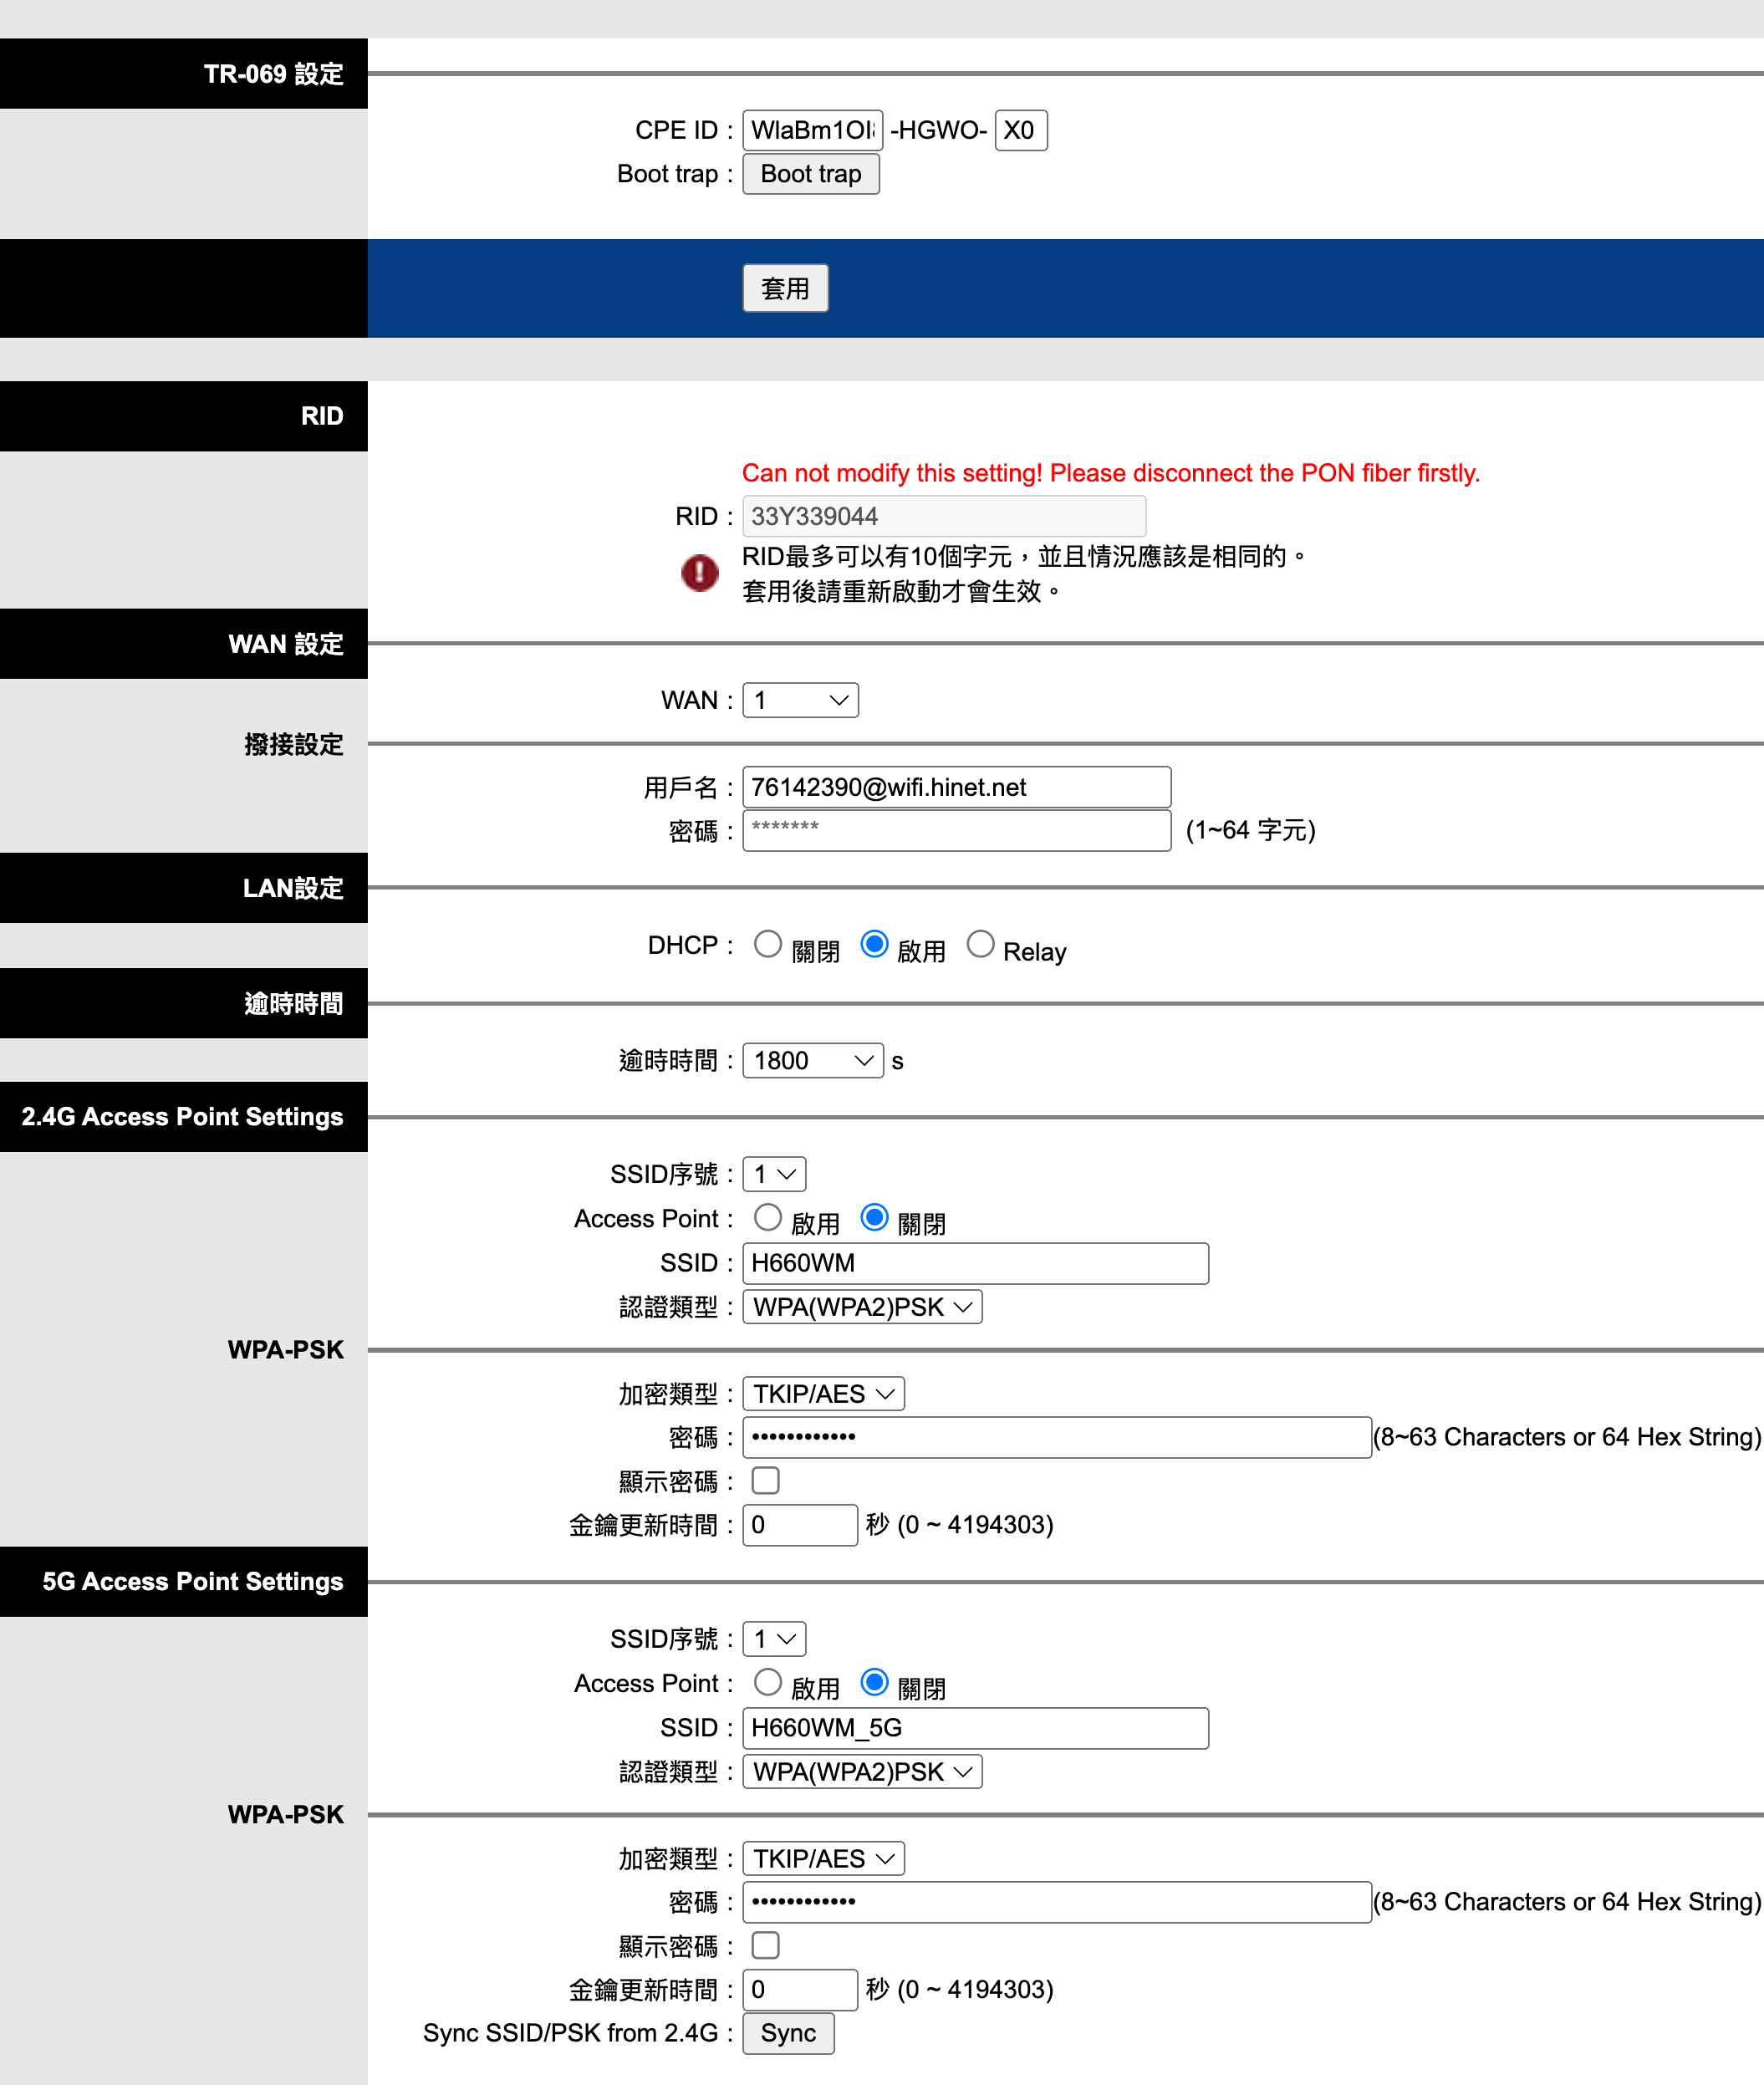 TR-069 設定
CPE ID : WlaBm1OI -HGWO- X0
Boot trap : Boot trap
套用
RID
Can not modify this setting! Please disconnect the PON fiber firstly.
RID : 33Y339044
RID最多可以有10個字元，並且情況應該是相同的。
套用後請重新啟動才會生效。
WAN 設定
WAN : 1
撥接設定
用戶名 : 76142390@wifi.hinet.net
密碼 : ******* (1~64 字元)
LAN設定
DHCP : 關閉 啟用 Relay
逾時時間
逾時時間 : 1800 s
2.4G Access Point Settings
SSID序號 : 1
Access Point : 啟用 關閉
SSID : H660WM
認證類型 : WPA(WPA2)PSK
WPA-PSK
加密類型 : TKIP/AES
密碼 : •••••••••••• (8~63 Characters or 64 Hex String)
顯示密碼 :
金鑰更新時間 : 0 秒 (0 ~ 4194303)
5G Access Point Settings
SSID序號 : 1
Access Point : 啟用 關閉
SSID : H660WM_5G
認證類型 : WPA(WPA2)PSK
WPA-PSK
加密類型 : TKIP/AES
密碼 : •••••••••••• (8~63 Characters or 64 Hex String)
顯示密碼 :
金鑰更新時間 : 0 秒 (0 ~ 4194303)
Sync SSID/PSK from 2.4G : Sync